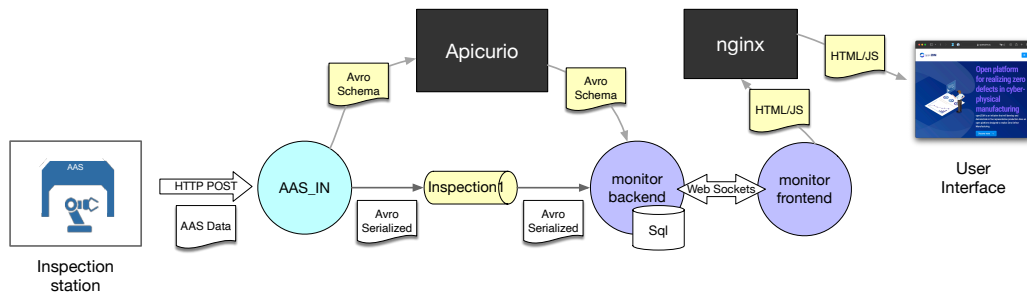 Apicurio
nginx
Avro
Schema
Avro
Schema
HTML/JS
HTML/JS
Open platform
for realizing zero
defects in cyber-
physical
manufacturing
AAS
HTTP POST
AAS Data
AAS_IN
Inspection1
Avro
Serialized
Avro
Serialized
monitor
backend
Sql
Web Sockets
monitor
frontend
User
Interface
Inspection
station